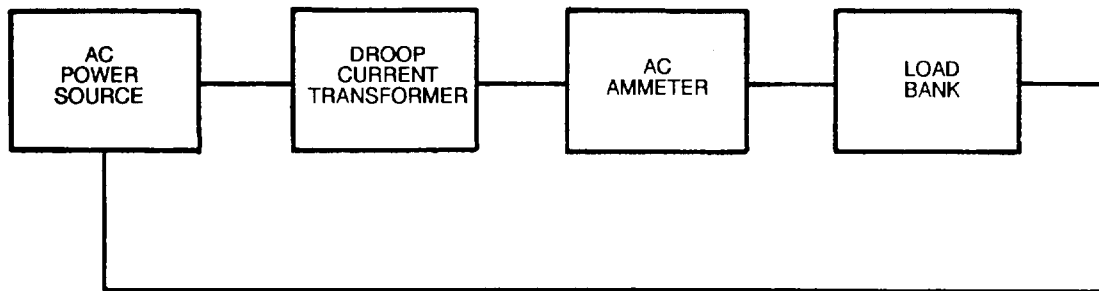 AC
POWER
SOURCE
DROOP
CURRENT
TRANSFORMER
AC
AMMETER
LOAD
BANK